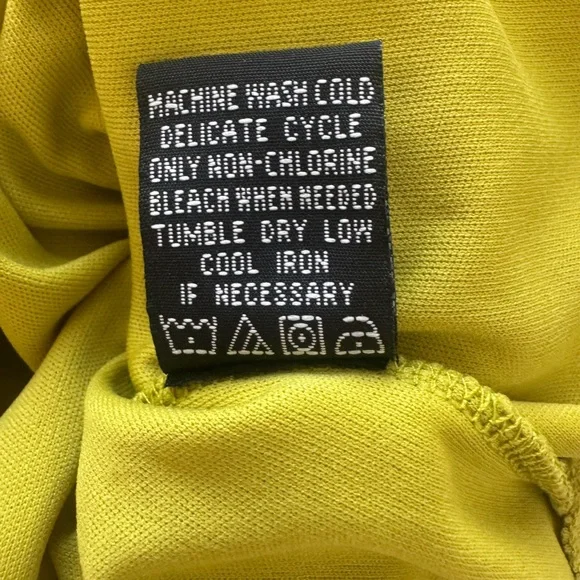 MACHINE WASH COLD
DELICATE CYCLE
ONLY NON-CHLORINE
BLEACH WHEN NEEDED
TUMBLE DRY LOW
COOL IRON
IF NECESSARY